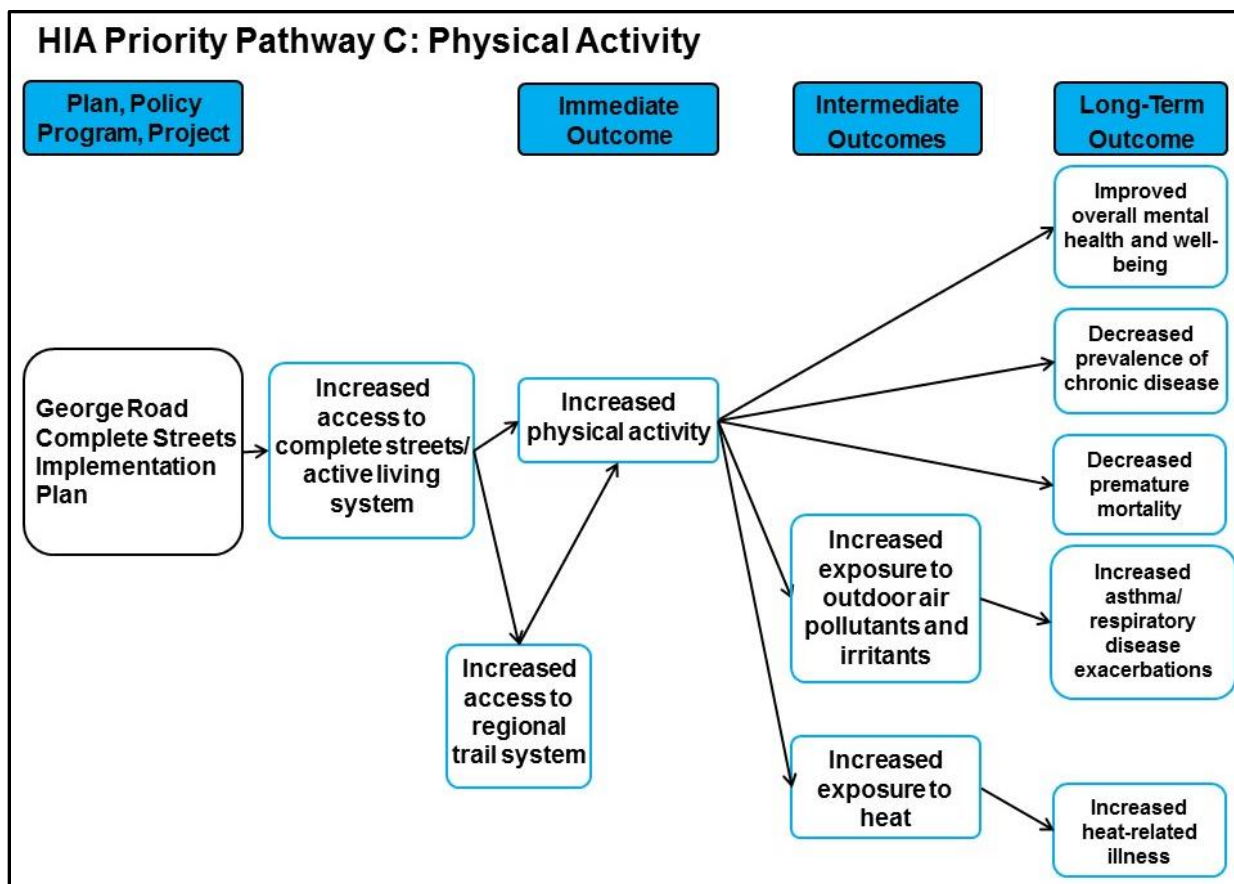 HIA Priority Pathway C: Physical Activity
Plan, Policy
Program, Project
Immediate
Outcome
Intermediate
Outcomes
Long-Term
Outcome
George Road
Complete Streets
Implementation
Plan
Increased
access to
complete streets/
active living
system
Increased
access to
regional
trail system
Increased
physical activity
Increased
exposure to
outdoor air
pollutants and
irritants
Increased
exposure to
heat
Improved
overall mental
health and well-
being
Decreased
prevalence of
chronic disease
Decreased
premature
mortality
Increased
asthma/
respiratory
disease
exacerbations
Increased
heat-related
illness